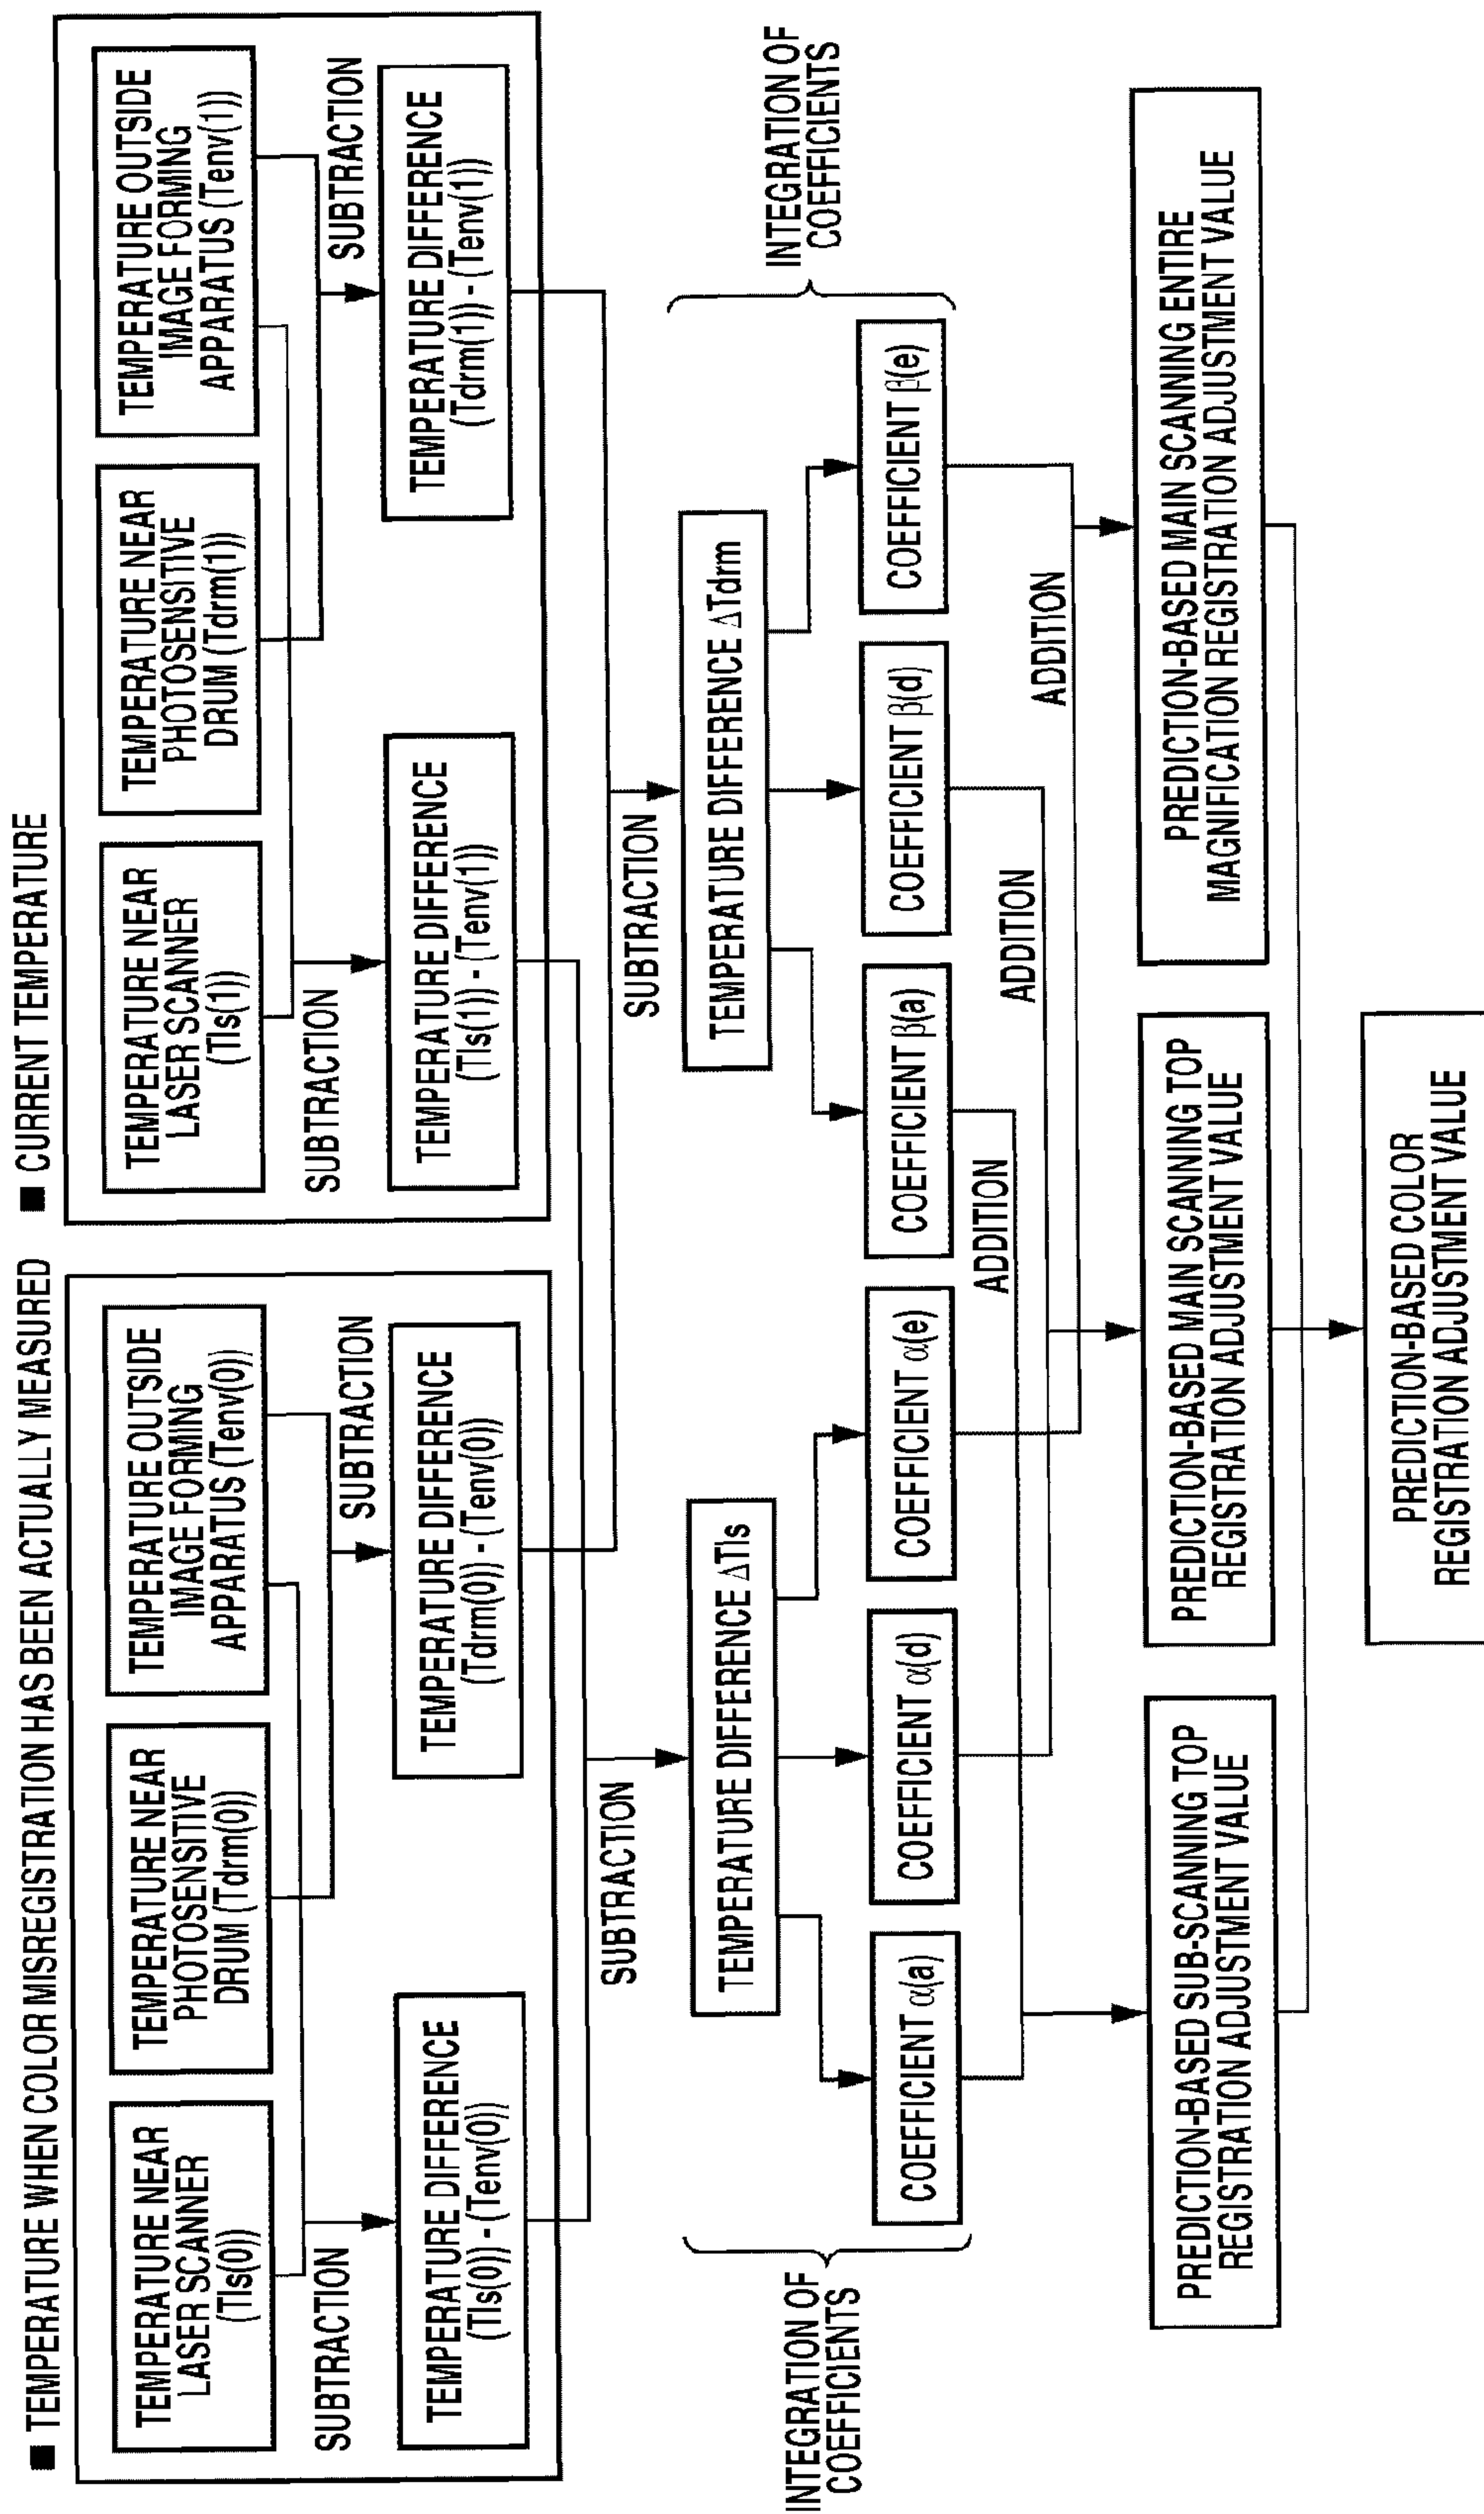 ■ TEMPERATURE WHEN COLOR MISREGISTRATION HAS BEEN ACTUALLY MEASURED
TEMPERATURE NEAR
LASER SCANNER
(Tls(0))
TEMPERATURE NEAR
PHOTOSENSITIVE
DRUM (Tdrm(0))
TEMPERATURE OUTSIDE
IMAGE FORMING
APPARATUS (Tenv(0))
SUBTRACTION
SUBTRACTION
TEMPERATURE DIFFERENCE
(Tls(0)) - (Tenv(0))
TEMPERATURE DIFFERENCE
(Tdrm(0)) - (Tenv(0))
■ CURRENT TEMPERATURE
TEMPERATURE NEAR
LASER SCANNER
(Tls(1))
TEMPERATURE NEAR
PHOTOSENSITIVE
DRUM (Tdrm(1))
TEMPERATURE OUTSIDE
IMAGE FORMING
APPARATUS (Tenv(1))
SUBTRACTION
SUBTRACTION
TEMPERATURE DIFFERENCE
(Tls(1)) - (Tenv(1))
TEMPERATURE DIFFERENCE
(Tdrm(1)) - (Tenv(1))
SUBTRACTION
SUBTRACTION
TEMPERATURE DIFFERENCE ΔTls
TEMPERATURE DIFFERENCE ΔTdrm
INTEGRATION OF
COEFFICIENTS
COEFFICIENT α(a)
COEFFICIENT α(d)
COEFFICIENT α(e)
COEFFICIENT β(a)
COEFFICIENT β(d)
COEFFICIENT β(e)
INTEGRATION OF
COEFFICIENTS
ADDITION
ADDITION
ADDITION
PREDICTION-BASED SUB-SCANNING TOP
REGISTRATION ADJUSTMENT VALUE
PREDICTION-BASED MAIN SCANNING TOP
REGISTRATION ADJUSTMENT VALUE
PREDICTION-BASED MAIN SCANNING ENTIRE
MAGNIFICATION REGISTRATION ADJUSTMENT VALUE
PREDICTION-BASED COLOR
REGISTRATION ADJUSTMENT VALUE